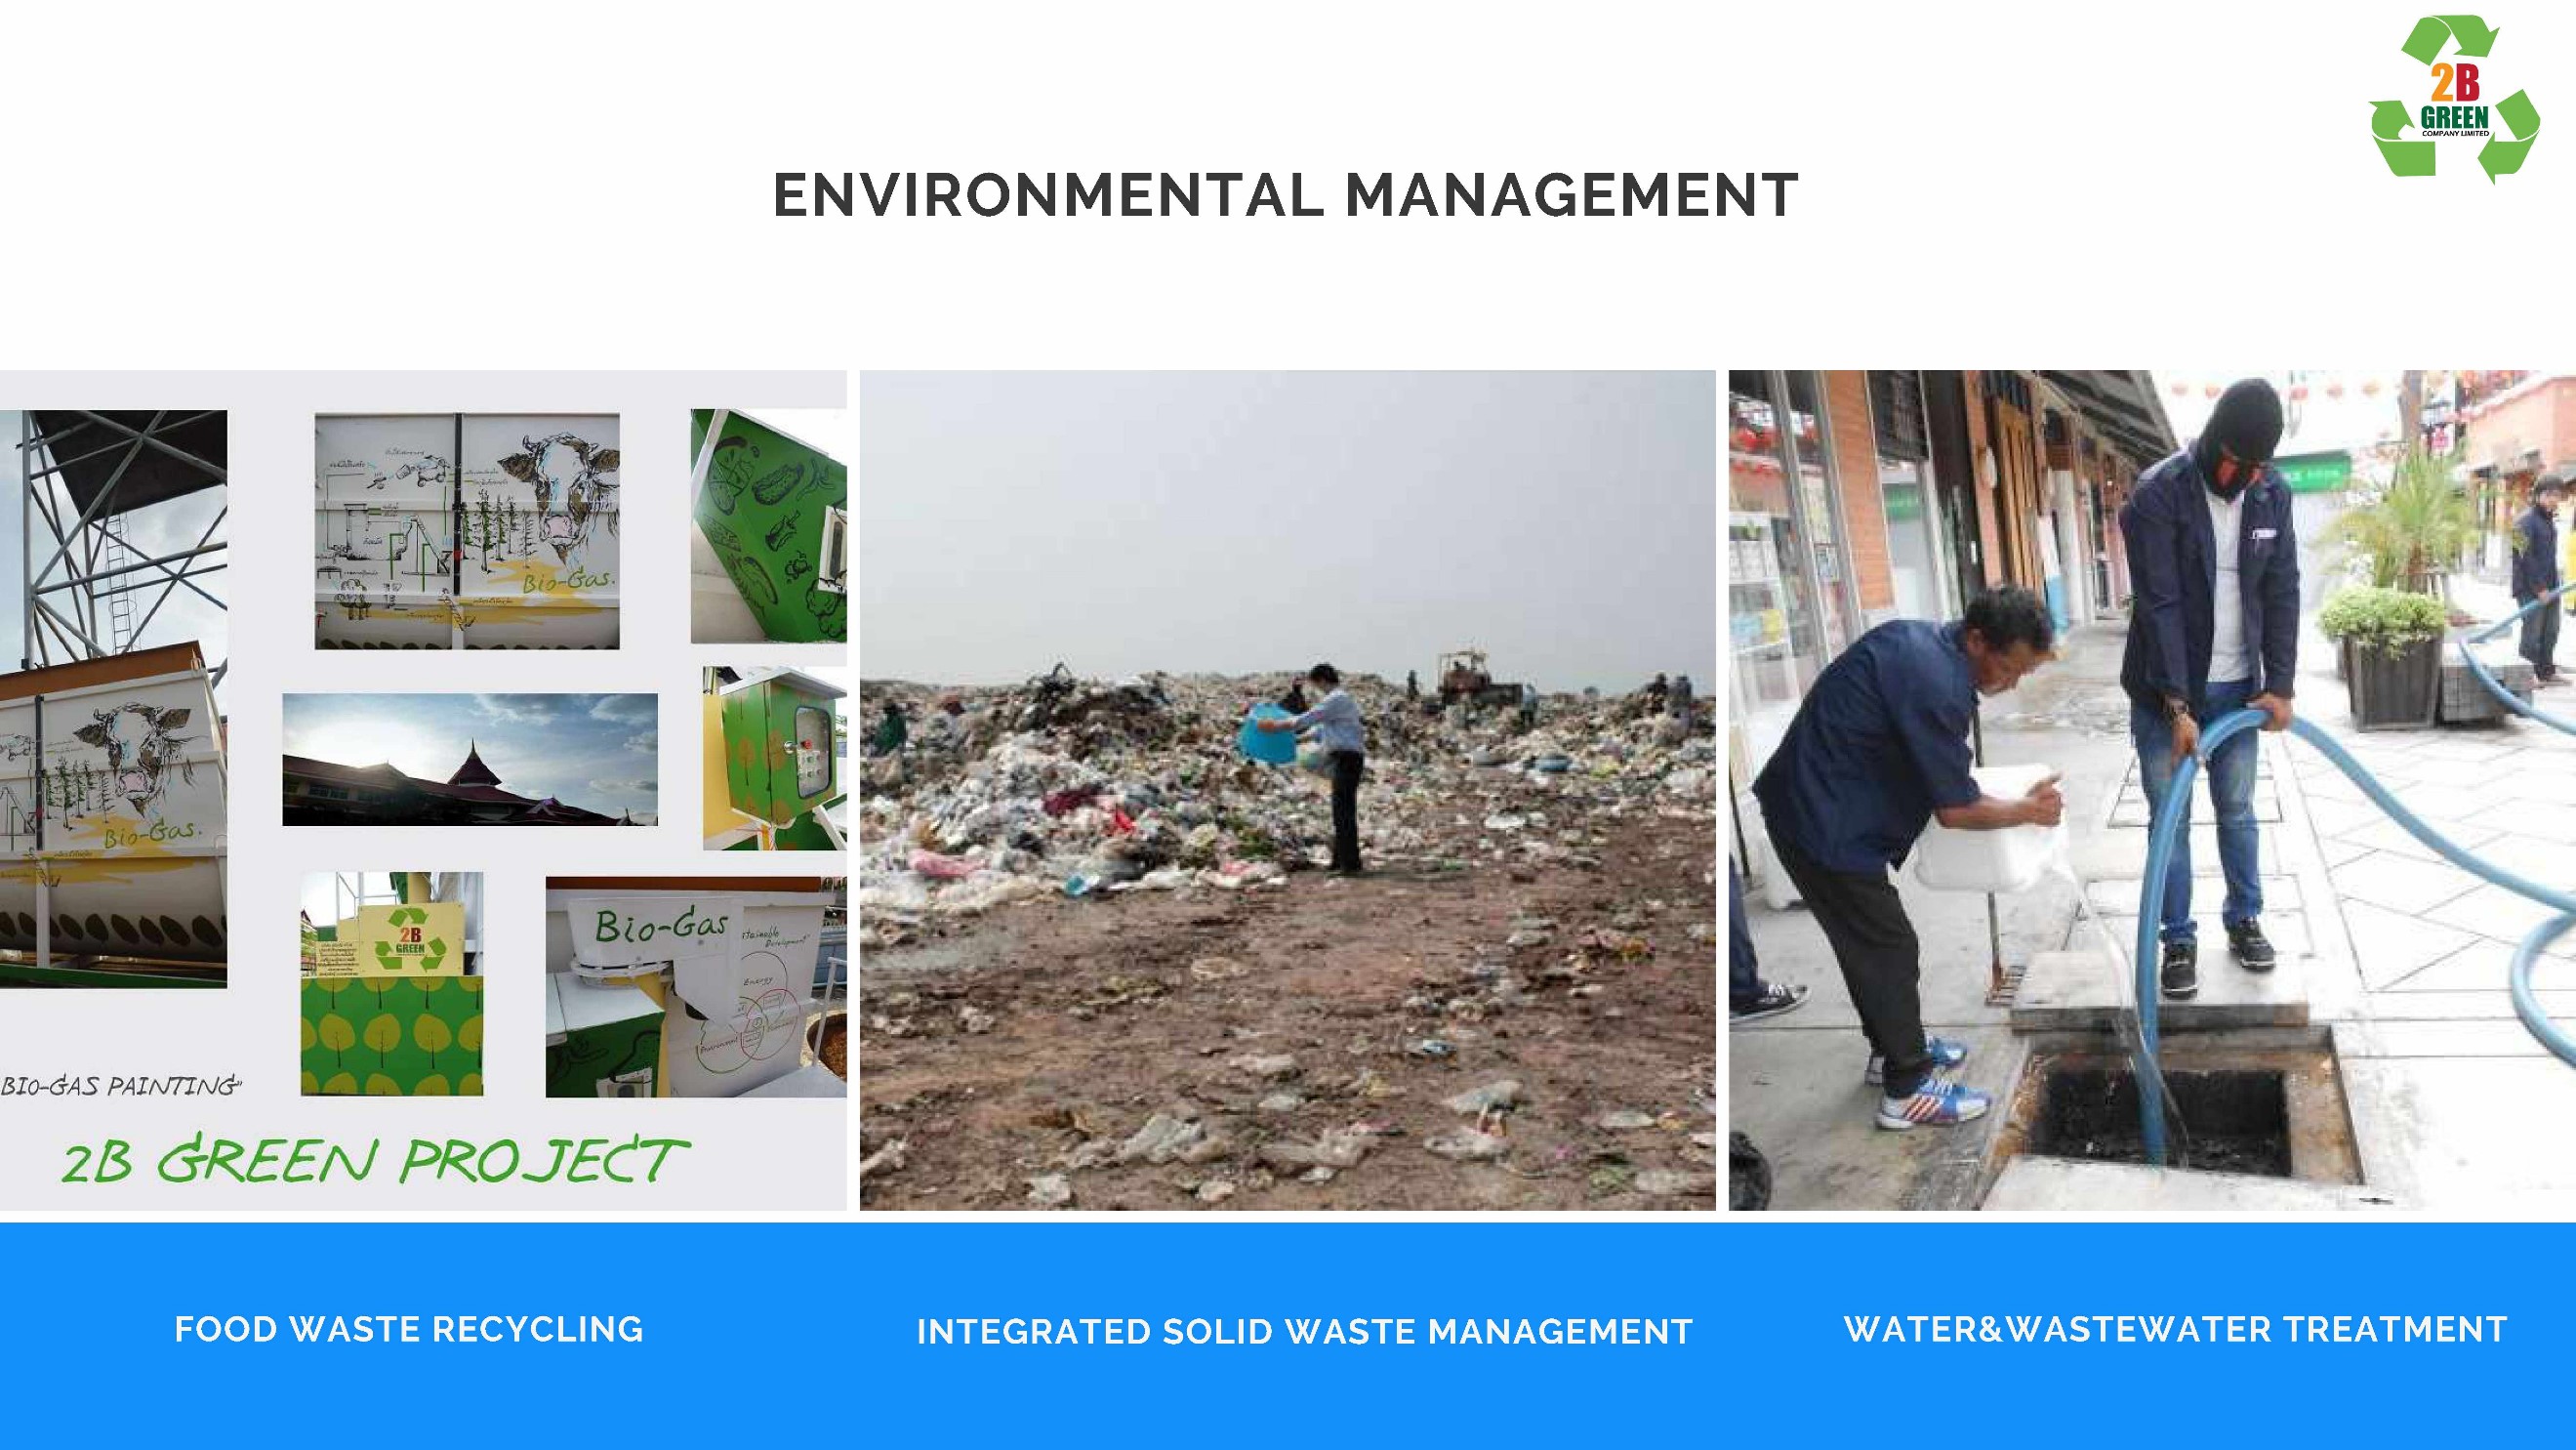 2B
GREEN
COMPANY LIMITED
ENVIRONMENTAL MANAGEMENT
Bio-Gas.
Bio-Gas.
2B
GREEN
Bio-Gas
Development"
Energy
Environment
BIO-GAS PAINTING"
2B GREEN PROJECT
FOOD WASTE RECYCLING
INTEGRATED SOLID WASTE MANAGEMENT
WATER&WASTEWATER TREATMENT